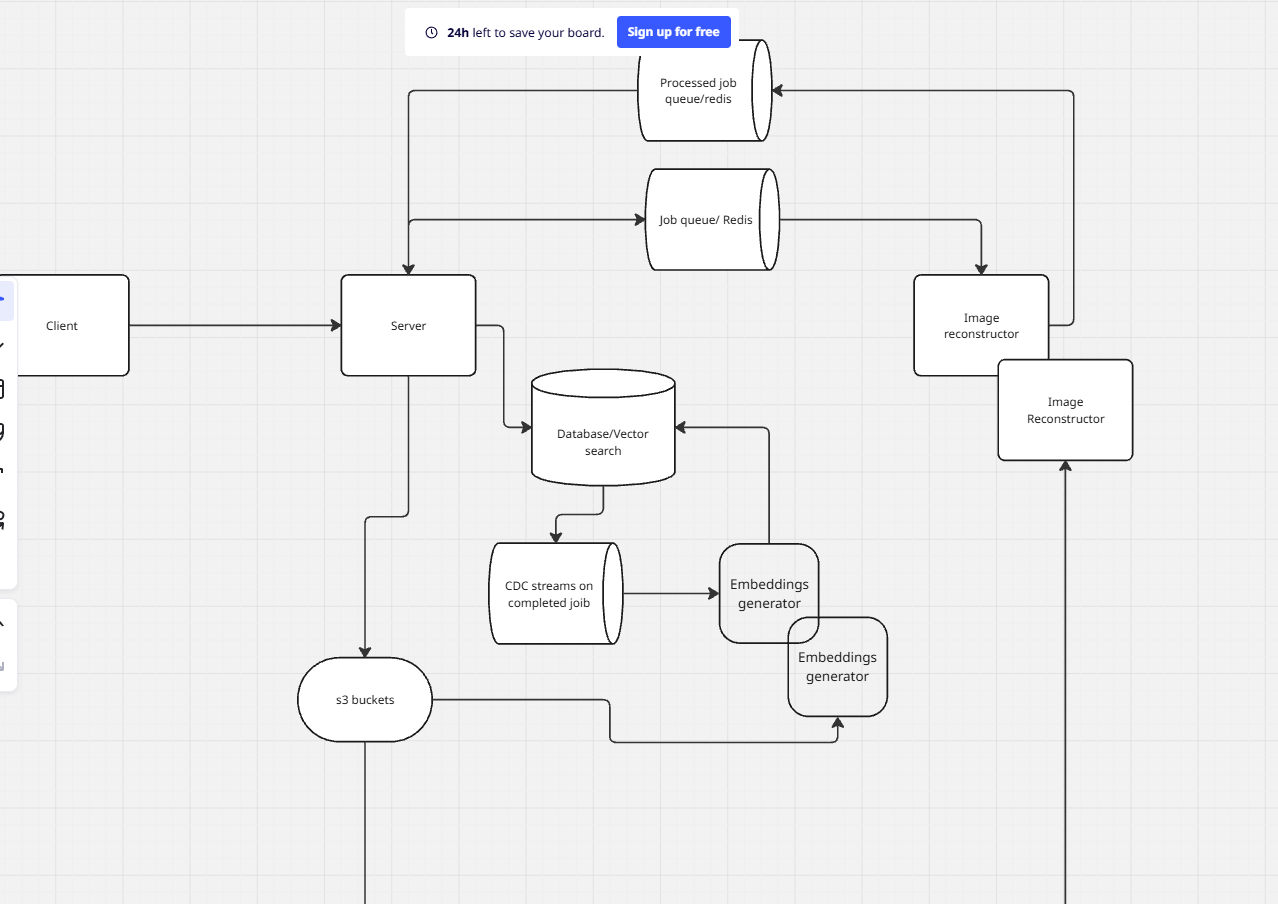 24h left to save your board.
Sign up for free
Processed job
queue/redis
Job queue/ Redis
Client
Server
Image
reconstructor
Image
Reconstructor
Database/Vector
search
CDC streams on
completed joib
Embeddings
generator
Embeddings
generator
s3 buckets